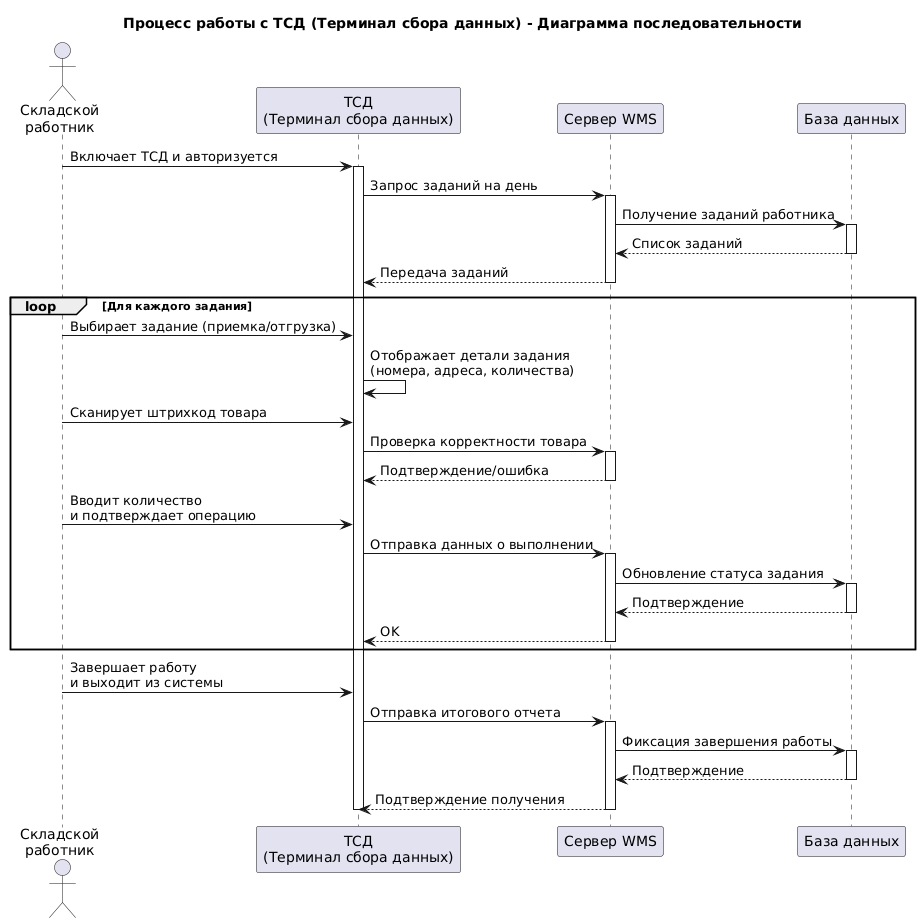 Процесс работы с ТСД (Терминал сбора данных) - Диаграмма последовательности
Складской
работник
ТСД
(Терминал сбора данных)
Сервер WMS
База данных
Включает ТСД и авторизуется
Запрос заданий на день
Получение заданий работника
Список заданий
Передача заданий
loop [Для каждого задания]
Выбирает задание (приемка/отгрузка)
Отображает детали задания
(номера, адреса, количества)
Сканирует штрихкод товара
Проверка корректности товара
Подтверждение/ошибка
Вводит количество
и подтверждает операцию
Отправка данных о выполнении
Обновление статуса задания
Подтверждение
OK
Завершает работу
и выходит из системы
Отправка итогового отчета
Фиксация завершения работы
Подтверждение
Подтверждение получения
Складской
работник
ТСД
(Терминал сбора данных)
Сервер WMS
База данных